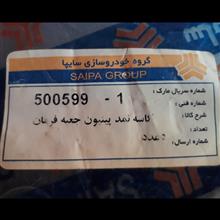 گروه خودروسازی سایپا
SAIPA GROUP
شماره سریال مارک:
شماره فنی: 500599 - 1
شرح کالا: کاسه نمد پینیون جعبه فرمان
تعداد: عدد
شماره ارسال: